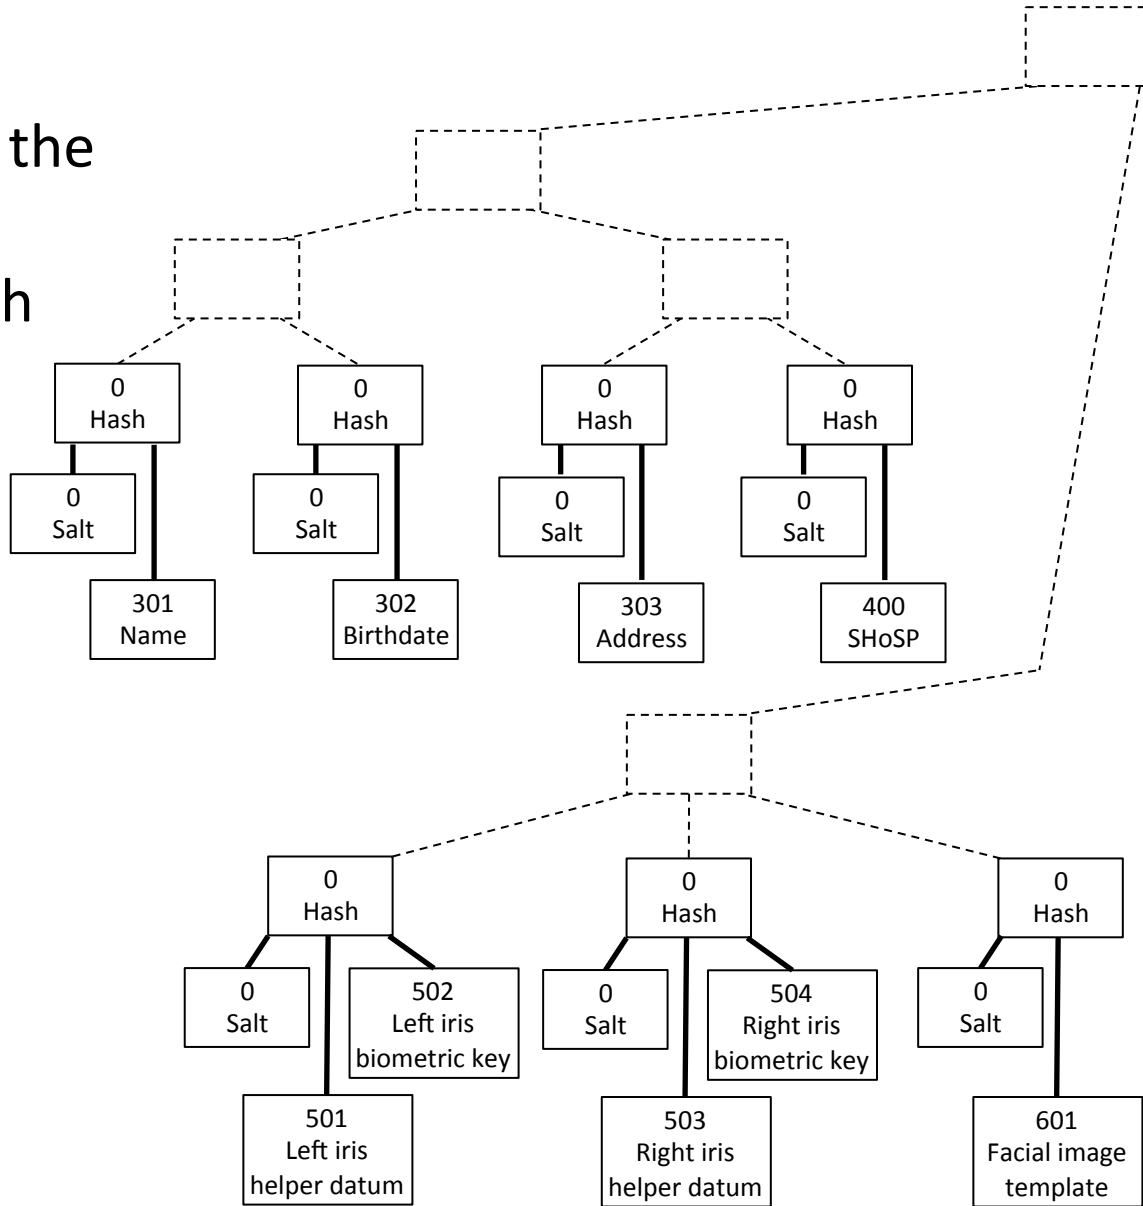 the
h
0
Hash
0
Hash
0
Hash
0
Hash
0
Salt
0
Salt
0
Salt
0
Salt
301
Name
302
Birthdate
303
Address
400
SHoSP
0
Hash
0
Hash
0
Hash
0
Salt
502
Left iris
biometric key
0
Salt
504
Right iris
biometric key
0
Salt
501
Left iris
helper datum
503
Right iris
helper datum
601
Facial image
template